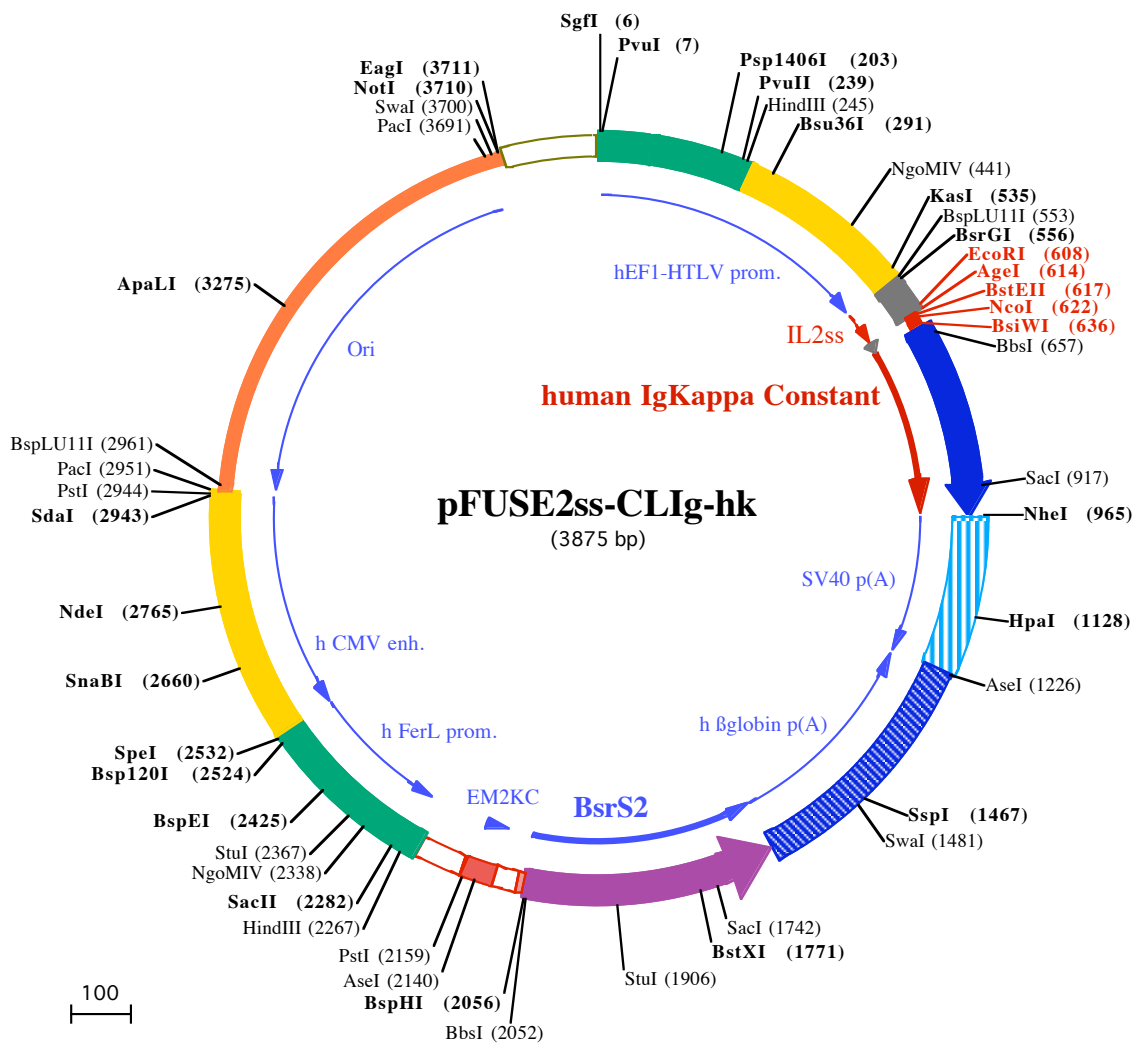 SgfI (6)
PvuI (7)
Psp1406I (203)
PvuII (239)
HindIII (245)
Bsu36I (291)
NgoMIV (441)
KasI (535)
BspLU11I (553)
BsrGI (556)
EcoRI (608)
AgeI (614)
BstEII (617)
NcoI (622)
BsiWI (636)
BbsI (657)
SacI (917)
NheI (965)
HpaI (1128)
AseI (1226)
SspI (1467)
SwaI (1481)
SacI (1742)
BstXI (1771)
StuI (1906)
BbsI (2052)
BspHI (2056)
AseI (2140)
PstI (2159)
HindIII (2267)
SacII (2282)
NgoMIV (2338)
StuI (2367)
BspEI (2425)
Bsp120I (2524)
SpeI (2532)
SnaBI (2660)
NdeI (2765)
SdaI (2943)
PstI (2944)
PacI (2951)
BspLU11I (2961)
ApaLI (3275)
PacI (3691)
SwaI (3700)
NotI (3710)
EagI (3711)
hEF1-HTLV prom.
IL2ss
human IgKappa Constant
SV40 p(A)
h ßglobin p(A)
BsrS2
EM2KC
h FerL prom.
h CMV enh.
Ori
pFUSE2ss-CLIg-hk
(3875 bp)
100